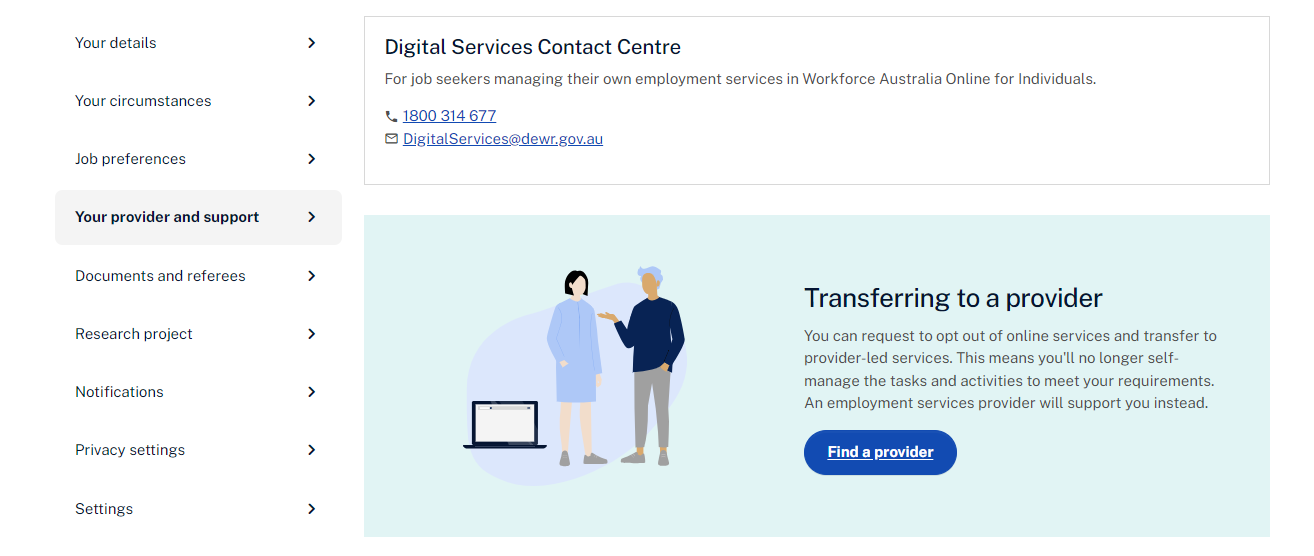 Your details
Your circumstances
Job preferences
Your provider and support
Documents and referees
Research project
Notifications
Privacy settings
Settings
Digital Services Contact Centre
For job seekers managing their own employment services in Workforce Australia Online for Individuals.
1800 314 677
DigitalServices@dewr.gov.au
Transferring to a provider
You can request to opt out of online services and transfer to
provider-led services. This means you'll no longer self-
manage the tasks and activities to meet your requirements.
An employment services provider will support you instead.
Find a provider